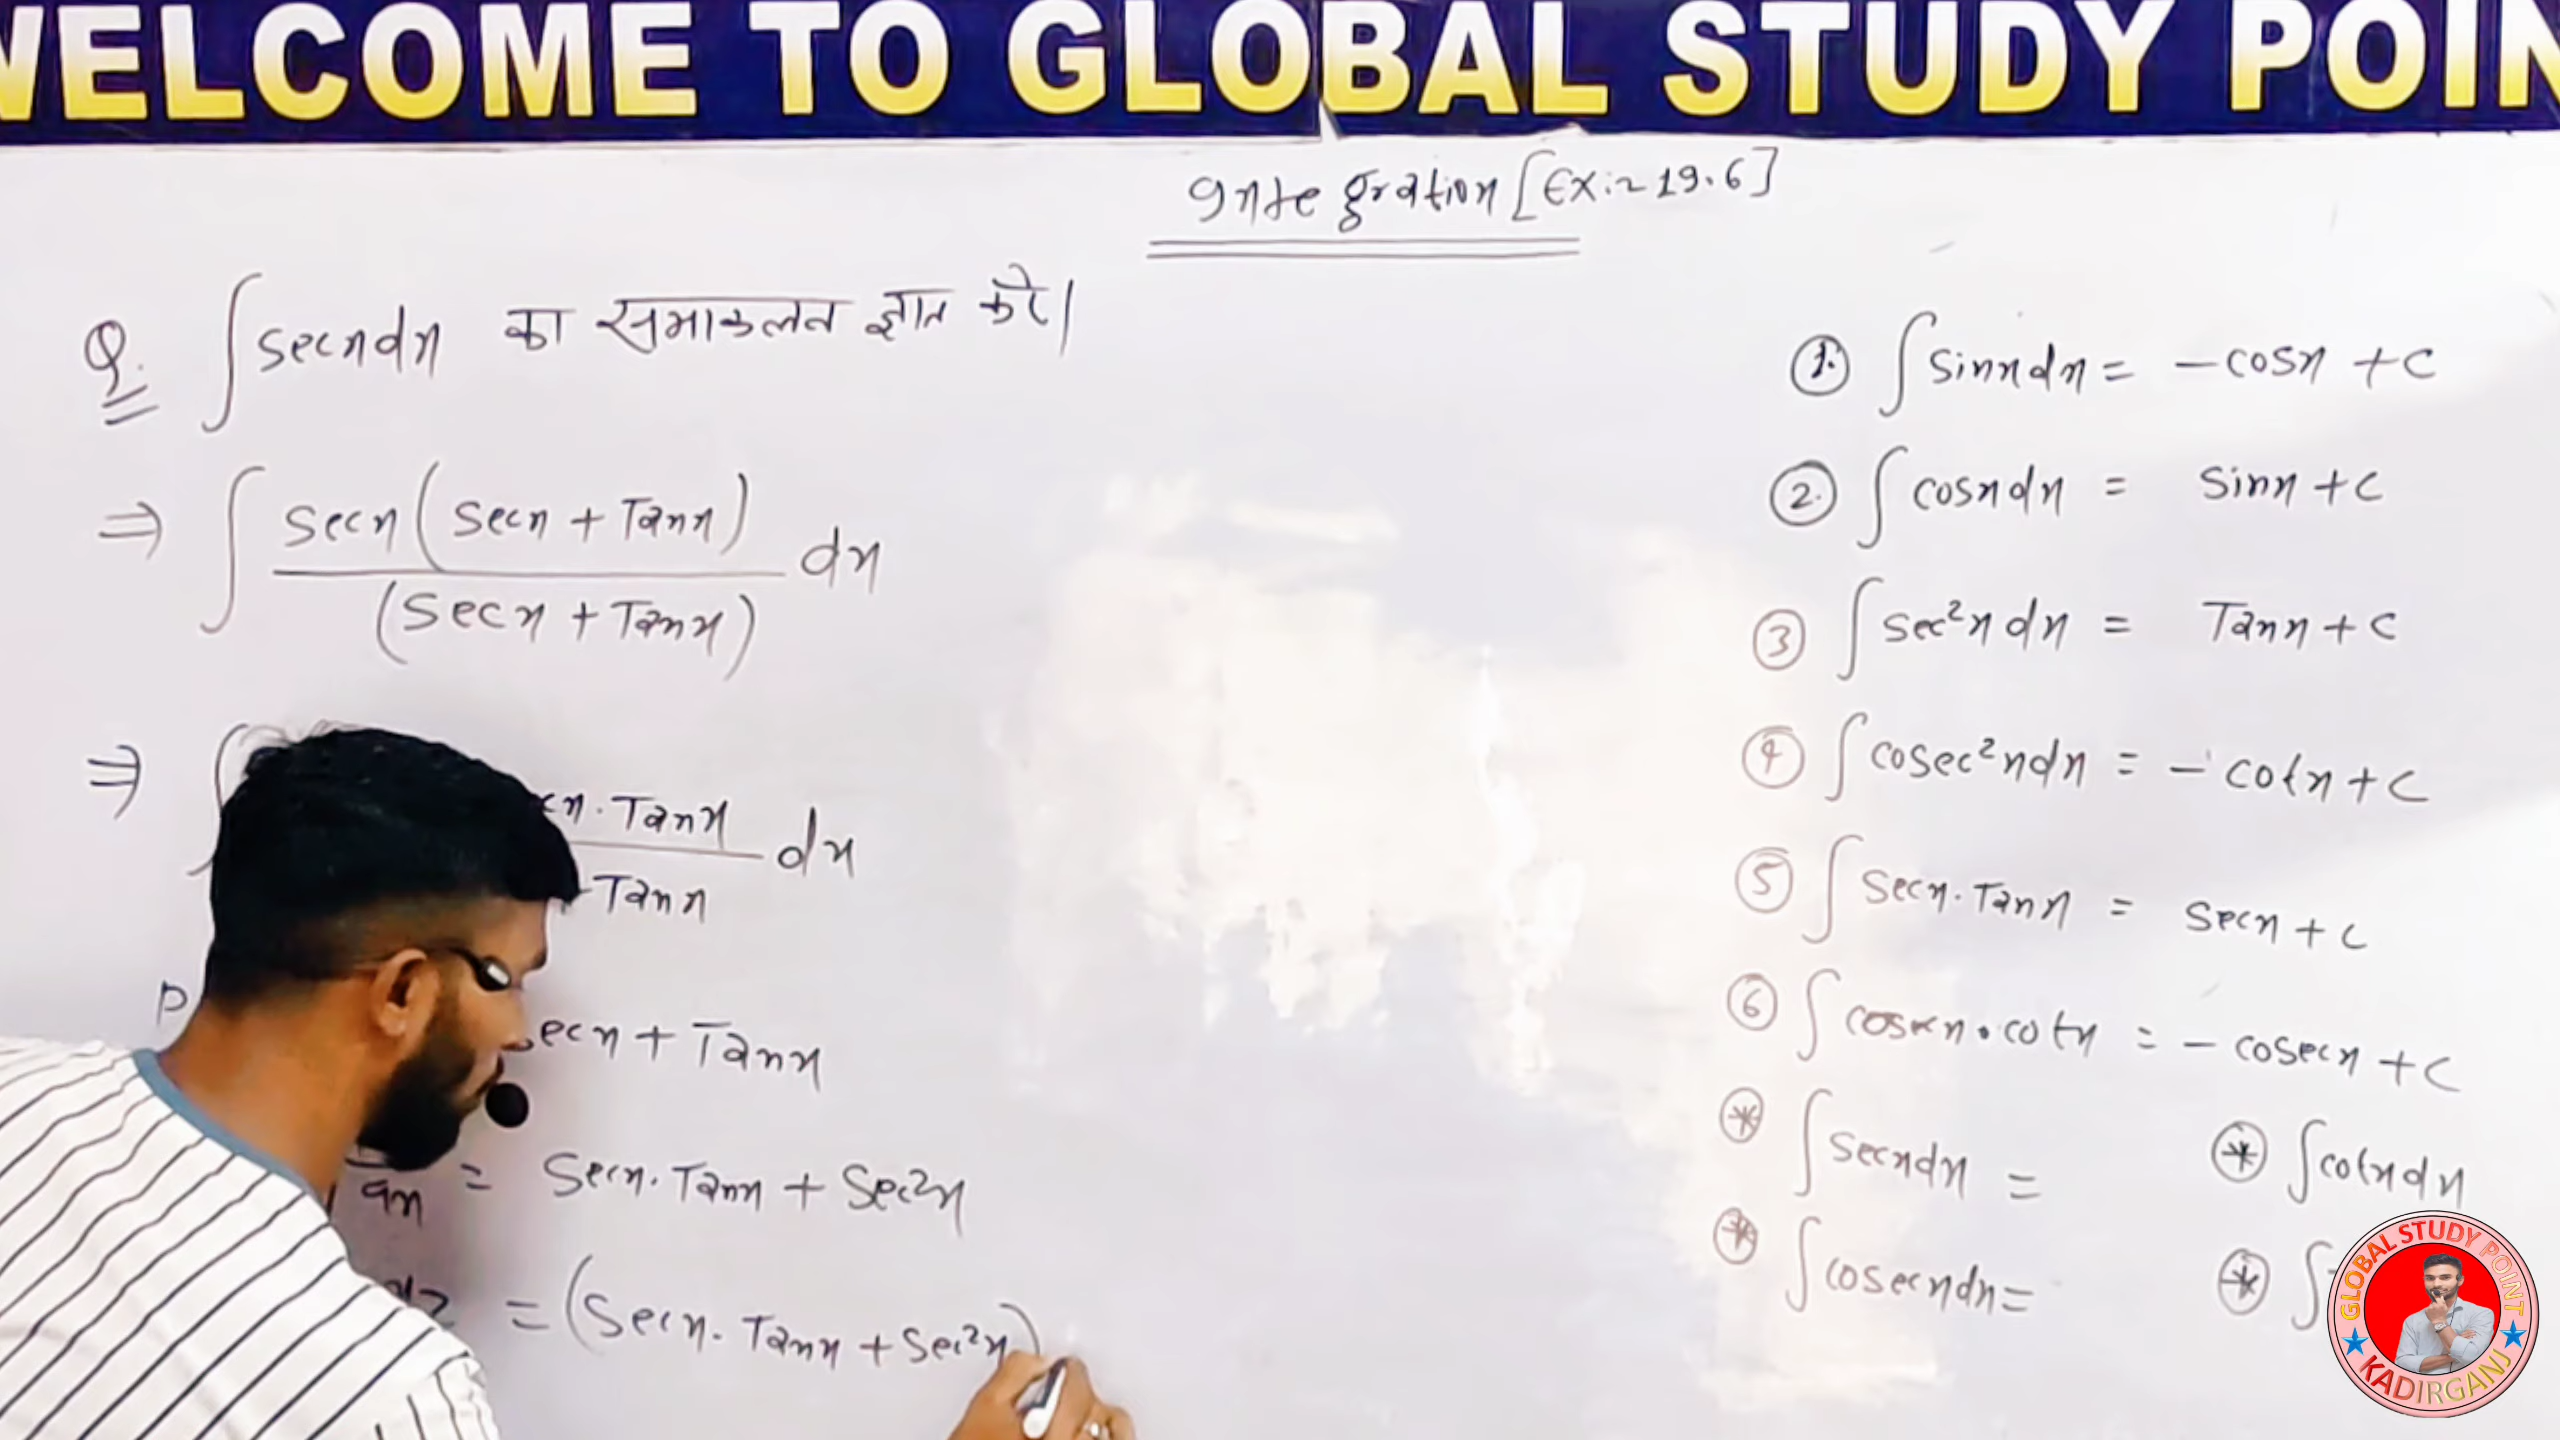 WELCOME TO GLOBAL STUDY POIN
Integration [Ex:~ 19.6]
Q. ∫ secx dx का समाकलन ज्ञात करे।
⇒ ∫ secx (secx + Tanx) / (secx + Tanx) dx
⇒ ∫ cx . Tanx / Tanx dx
P
secx + Tanx
dx = secx . Tanx + sec²x
dz = (secx . Tanx + sec²x)
1. ∫ sinx dx = -cosx + c
2. ∫ cosx dx = sinx + c
3 ∫ sec²x dx = Tanx + c
4 ∫ cosec²x dx = - cotx + c
5 ∫ secx . Tanx = secx + c
6 ∫ cosecx . cotx = - cosecx + c
* ∫ secx dx =
* ∫ cotx dx
* ∫ cosecx dx =
* ∫
GLOBAL STUDY POINT
KADIRGANJ